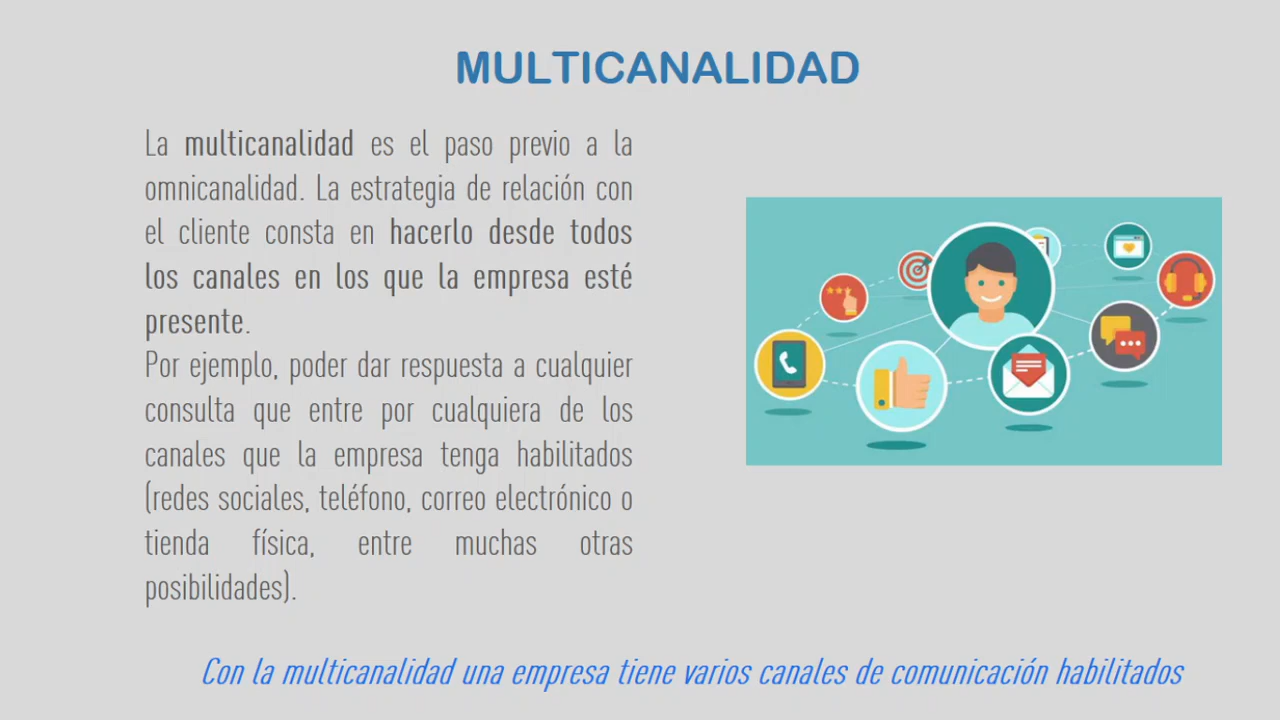 MULTICANALIDAD
La multicanalidad es el paso previo a la
omnicanalidad. La estrategia de relación con
el cliente consta en hacerlo desde todos
los canales en los que la empresa esté
presente.
Por ejemplo, poder dar respuesta a cualquier
consulta que entre por cualquiera de los
canales que la empresa tenga habilitados
(redes sociales, teléfono, correo electrónico o
tienda física, entre muchas otras
posibilidades).
Con la multicanalidad una empresa tiene varios canales de comunicación habilitados